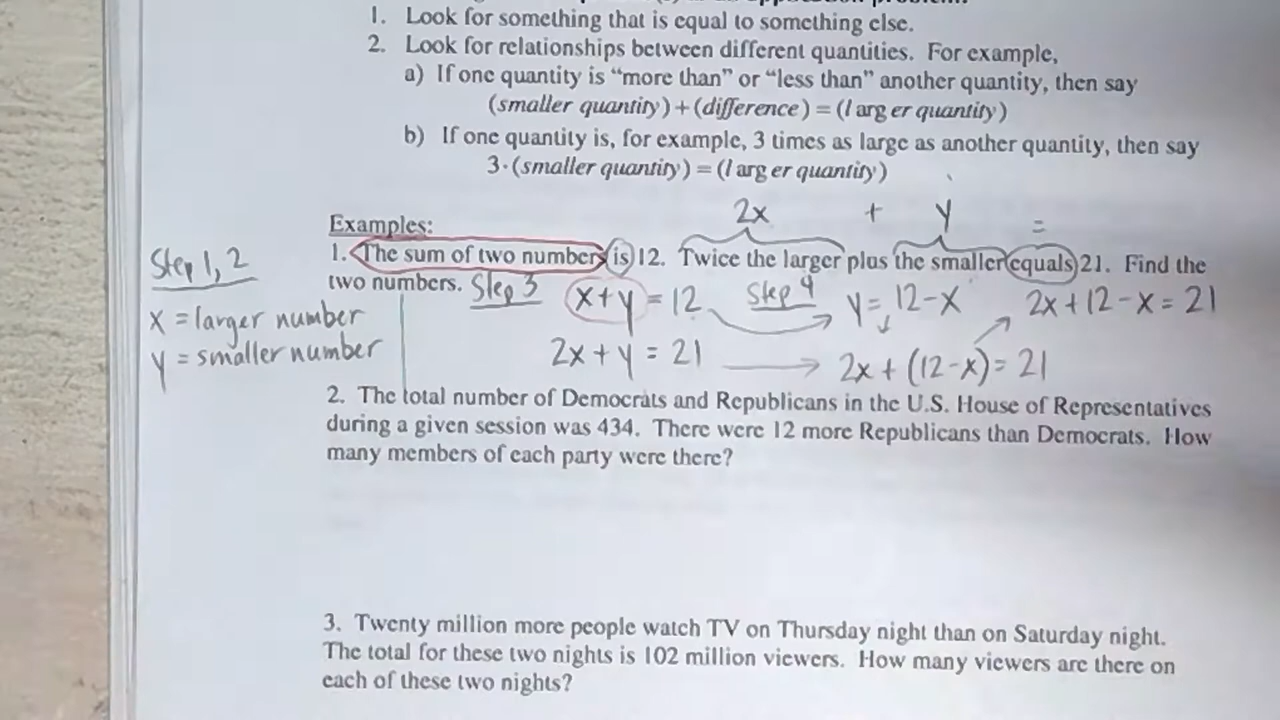 1. Look for something that is equal to something else.
2. Look for relationships between different quantities. For example,
a) If one quantity is “more than” or “less than” another quantity, then say
(smaller quantity) + (difference) = (l arg er quantity)
b) If one quantity is, for example, 3 times as large as another quantity, then say
3·(smaller quantity) = (l arg er quantity)
2x + y =
Examples:
1. The sum of two numbers is 12. Twice the larger plus the smaller equals 21. Find the
two numbers.
Step 1, 2
x = larger number
y = smaller number
Step 3 x+y = 12 Step 4 y = 12-x 2x+12-x = 21
2x + y = 21 → 2x + (12-x) = 21
2. The total number of Democrats and Republicans in the U.S. House of Representatives
during a given session was 434. There were 12 more Republicans than Democrats. How
many members of each party were there?
3. Twenty million more people watch TV on Thursday night than on Saturday night.
The total for these two nights is 102 million viewers. How many viewers are there on
each of these two nights?